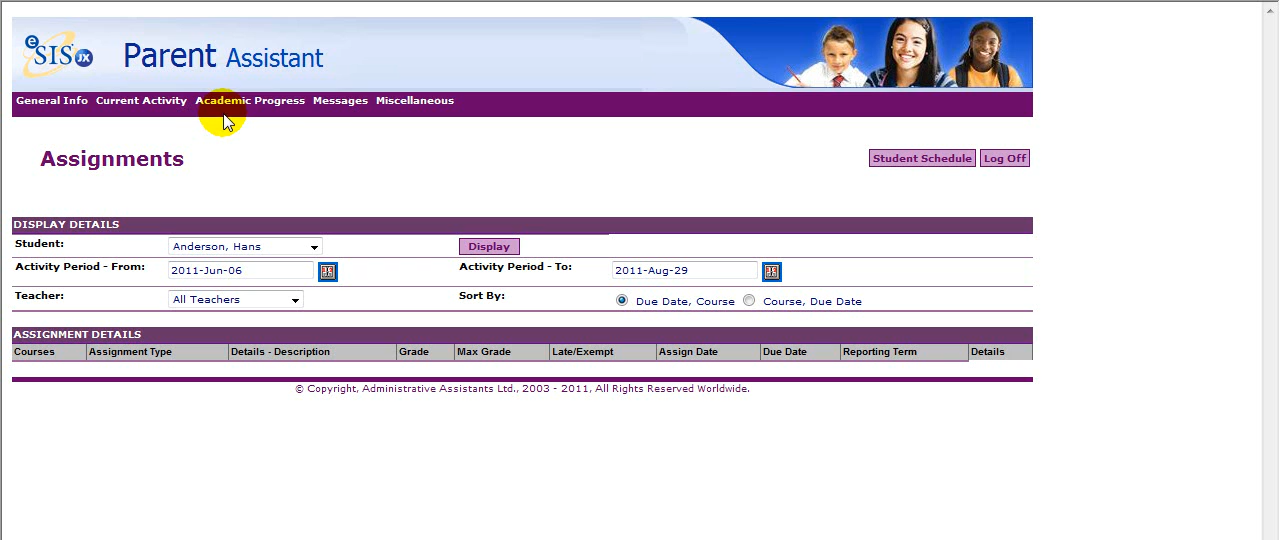 eSIS JX
Parent Assistant
General Info Current Activity Academic Progress Messages Miscellaneous
Assignments
Student Schedule Log Off
DISPLAY DETAILS
Student: Anderson, Hans Display
Activity Period - From: 2011-Jun-06 Activity Period - To: 2011-Aug-29
Teacher: All Teachers Sort By: Due Date, Course Course, Due Date
ASSIGNMENT DETAILS
Courses Assignment Type Details - Description Grade Max Grade Late/Exempt Assign Date Due Date Reporting Term Details
© Copyright, Administrative Assistants Ltd., 2003 - 2011, All Rights Reserved Worldwide.